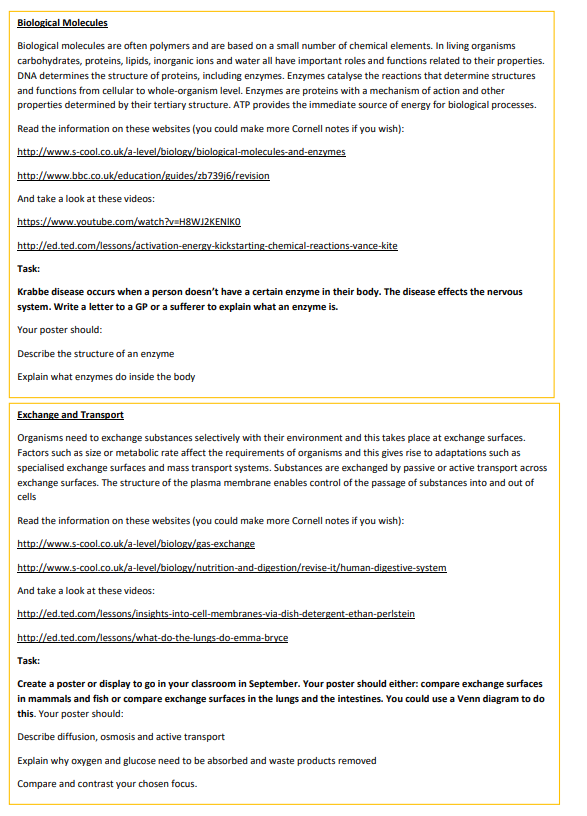 Biological Molecules
Biological molecules are often polymers and are based on a small number of chemical elements. In living organisms
carbohydrates, proteins, lipids, inorganic ions and water all have important roles and functions related to their properties.
DNA determines the structure of proteins, including enzymes. Enzymes catalyse the reactions that determine structures
and functions from cellular to whole-organism level. Enzymes are proteins with a mechanism of action and other
properties determined by their tertiary structure. ATP provides the immediate source of energy for biological processes.
Read the information on these websites (you could make more Cornell notes if you wish):
http://www.s-cool.co.uk/a-level/biology/biological-molecules-and-enzymes
http://www.bbc.co.uk/education/guides/zb739j6/revision
And take a look at these videos:
https://www.youtube.com/watch?v=H8WJ2KENlK0
http://ed.ted.com/lessons/activation-energy-kickstarting-chemical-reactions-vance-kite
Task:
Krabbe disease occurs when a person doesn't have a certain enzyme in their body. The disease effects the nervous
system. Write a letter to a GP or a sufferer to explain what an enzyme is.
Your poster should:
Describe the structure of an enzyme
Explain what enzymes do inside the body
Exchange and Transport
Organisms need to exchange substances selectively with their environment and this takes place at exchange surfaces.
Factors such as size or metabolic rate affect the requirements of organisms and this gives rise to adaptations such as
specialised exchange surfaces and mass transport systems. Substances are exchanged by passive or active transport across
exchange surfaces. The structure of the plasma membrane enables control of the passage of substances into and out of
cells
Read the information on these websites (you could make more Cornell notes if you wish):
http://www.s-cool.co.uk/a-level/biology/gas-exchange
http://www.s-cool.co.uk/a-level/biology/nutrition-and-digestion/revise-it/human-digestive-system
And take a look at these videos:
http://ed.ted.com/lessons/insights-into-cell-membranes-via-dish-detergent-ethan-perlstein
http://ed.ted.com/lessons/what-do-the-lungs-do-emma-bryce
Task:
Create a poster or display to go in your classroom in September. Your poster should either: compare exchange surfaces
in mammals and fish or compare exchange surfaces in the lungs and the intestines. You could use a Venn diagram to do
this. Your poster should:
Describe diffusion, osmosis and active transport
Explain why oxygen and glucose need to be absorbed and waste products removed
Compare and contrast your chosen focus.